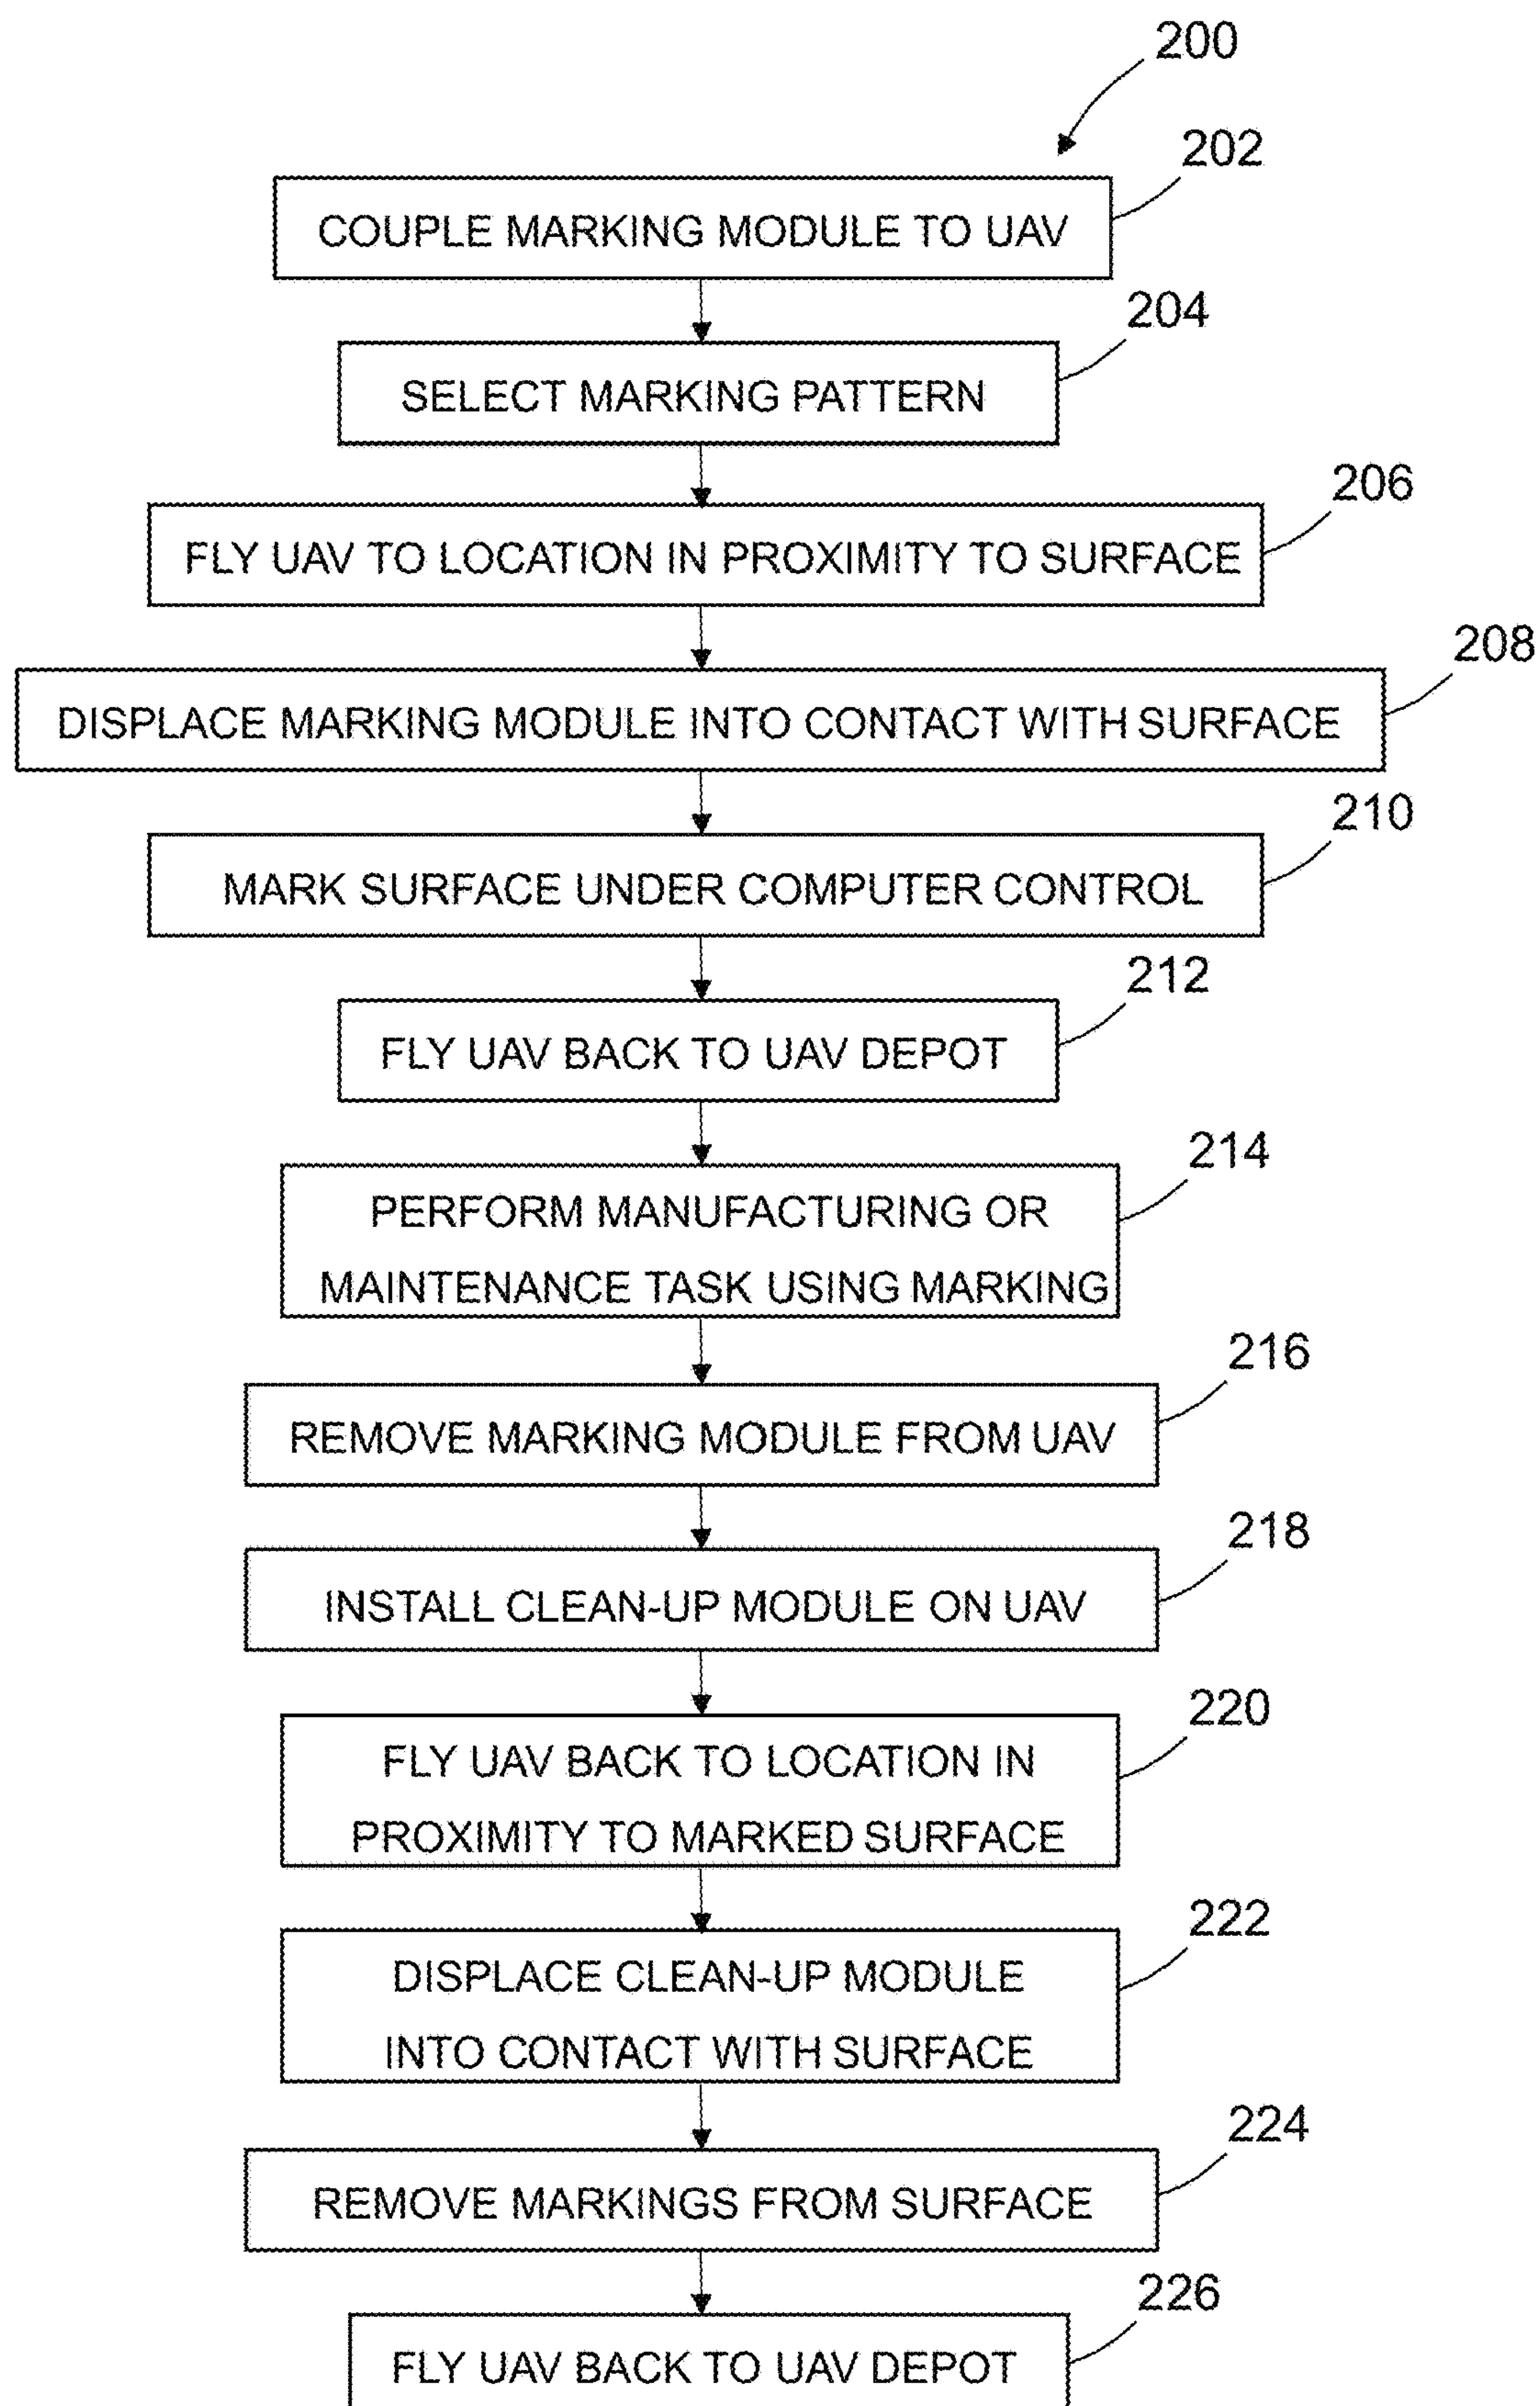 200
202
COUPLE MARKING MODULE TO UAV
204
SELECT MARKING PATTERN
206
FLY UAV TO LOCATION IN PROXIMITY TO SURFACE
208
DISPLACE MARKING MODULE INTO CONTACT WITH SURFACE
210
MARK SURFACE UNDER COMPUTER CONTROL
212
FLY UAV BACK TO UAV DEPOT
214
PERFORM MANUFACTURING OR
MAINTENANCE TASK USING MARKING
216
REMOVE MARKING MODULE FROM UAV
218
INSTALL CLEAN-UP MODULE ON UAV
220
FLY UAV BACK TO LOCATION IN
PROXIMITY TO MARKED SURFACE
222
DISPLACE CLEAN-UP MODULE
INTO CONTACT WITH SURFACE
224
REMOVE MARKINGS FROM SURFACE
226
FLY UAV BACK TO UAV DEPOT